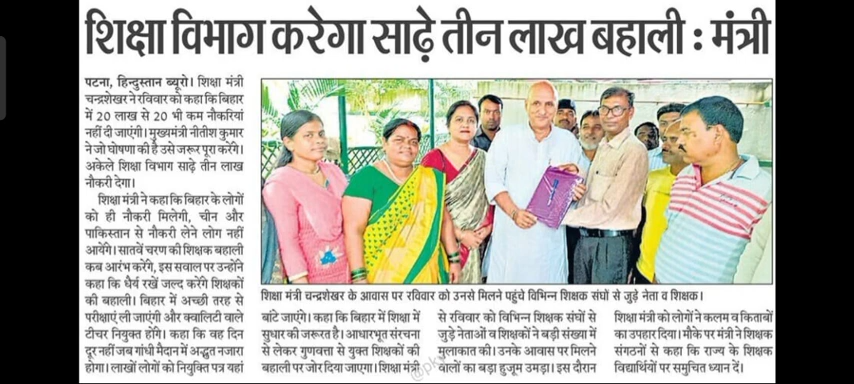 शिक्षा विभाग करेगा साढ़े तीन लाख बहाली : मंत्री
पटना, हिन्दुस्तान ब्यूरो। शिक्षा मंत्री
चन्द्रशेखर ने रविवार को कहा कि बिहार
में 20 लाख से 20 भी कम नौकरियां
नहीं दी जाएंगी। मुख्यमंत्री नीतीश कुमार
ने जो घोषणा की है उसे जरूर पूरा करेंगे।
अकेले शिक्षा विभाग साढ़े तीन लाख
नौकरी देगा।
शिक्षा मंत्री ने कहा कि बिहार के लोगों
को ही नौकरी मिलेगी, चीन और
पाकिस्तान से नौकरी लेने लोग नहीं
आयेंगे। सातवें चरण की शिक्षक बहाली
कब आरंभ करेंगे, इस सवाल पर उन्होंने
कहा कि धैर्य रखें जल्द करेंगे शिक्षकों
की बहाली। बिहार में अच्छी तरह से
परीक्षाएं ली जाएंगी और क्वालिटी वाले
टीचर नियुक्त होंगे। कहा कि वह दिन
दूर नहीं जब गांधी मैदान में अद्भुत नजारा
होगा। लाखों लोगों को नियुक्ति पत्र यहां
शिक्षा मंत्री चन्द्रशेखर के आवास पर रविवार को उनसे मिलने पहुंचे विभिन्न शिक्षक संघों से जुड़े नेता व शिक्षक।
बांटे जाएंगे। कहा कि बिहार में शिक्षा में
सुधार की जरूरत है। आधारभूत संरचना
से लेकर गुणवत्ता से युक्त शिक्षकों की
बहाली पर जोर दिया जाएगा। शिक्षा मंत्री
से रविवार को विभिन्न शिक्षक संघों से
जुड़े नेताओं व शिक्षकों ने बड़ी संख्या में
मुलाकात की। उनके आवास पर मिलने
वालों का बड़ा हुजूम उमड़ा। इस दौरान
शिक्षा मंत्री को लोगों ने कलम व किताबों
का उपहार दिया। मौके पर मंत्री ने शिक्षक
संगठनों से कहा कि राज्य के शिक्षक
विद्यार्थियों पर समुचित ध्यान दें।